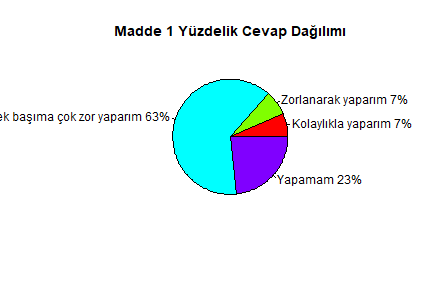 Madde 1 Yüzdelik Cevap Dağılımı
Zorlanarak yaparım 7%
Kolaylıkla yaparım 7%
ek başıma çok zor yaparım 63%
Yapamam 23%